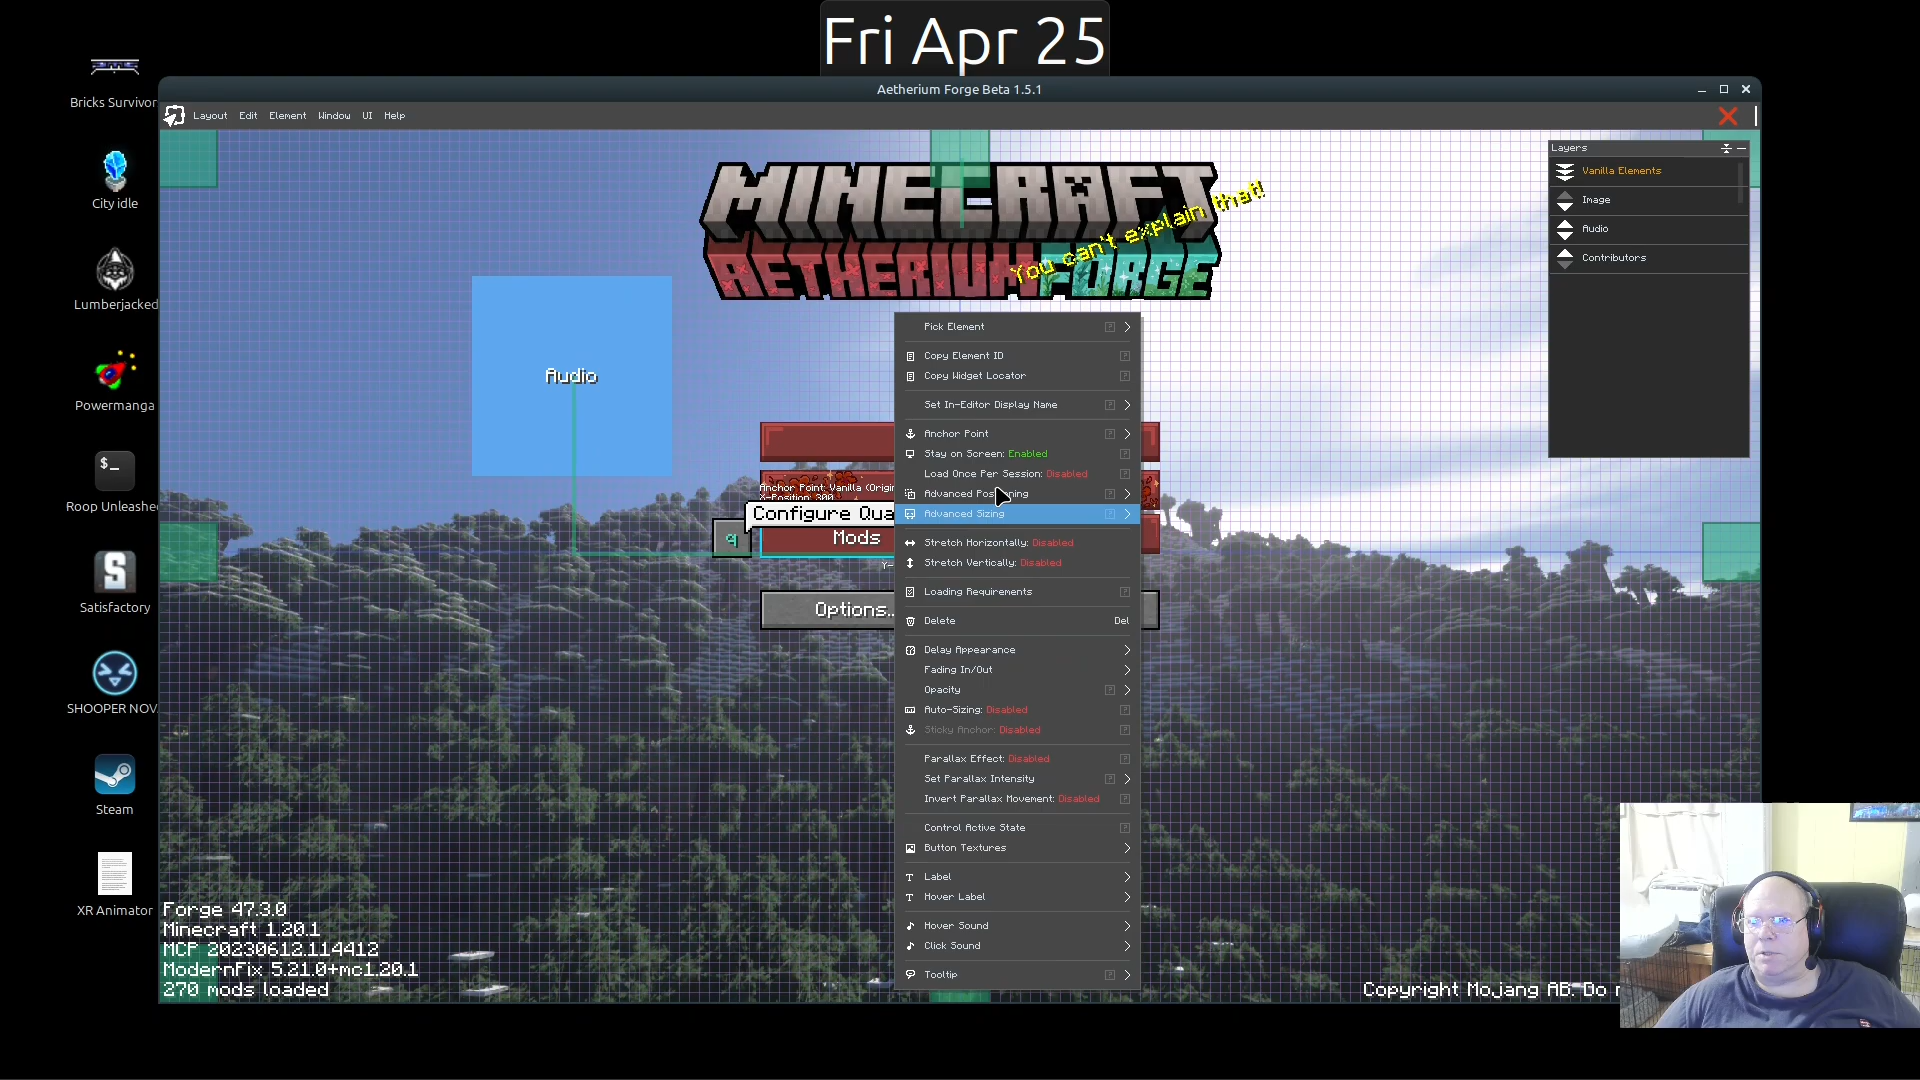 Fri Apr 25
Aetherium Forge Beta 1.5.1
Layout Edit Element Window UI Help
Bricks Survivor
City idle
Lumberjacked
Powermanga
Roop Unleashe
Satisfactory
SHOOPER NOV
Steam
XR Animator
MINECRAFT
AETHERIUM FORGE
You can't explain that!
Layers
Vanilla Elements
Image
Audio
Contributors
Audio
Anchor Point: Vanilla (Origin
X-Position: 300
Configure Qua
q
Mods
Y-
Options..
Pick Element
Copy Element ID
Copy Widget Locator
Set In-Editor Display Name
Anchor Point
Stay on Screen: Enabled
Load Once Per Session: Disabled
Advanced Positioning
Advanced Sizing
Stretch Horizontally: Disabled
Stretch Vertically: Disabled
Loading Requirements
Delete Del
Delay Appearance
Fading In/Out
Opacity
Auto-Sizing: Disabled
Sticky Anchor: Disabled
Parallax Effect: Disabled
Set Parallax Intensity
Invert Parallax Movement: Disabled
Control Active State
Button Textures
Label
Hover Label
Hover Sound
Click Sound
Tooltip
Forge 47.3.0
Minecraft 1.20.1
MCP 20230612.114412
ModernFix 5.21.0+mc1.20.1
270 mods loaded
Copyright Mojang AB. Do